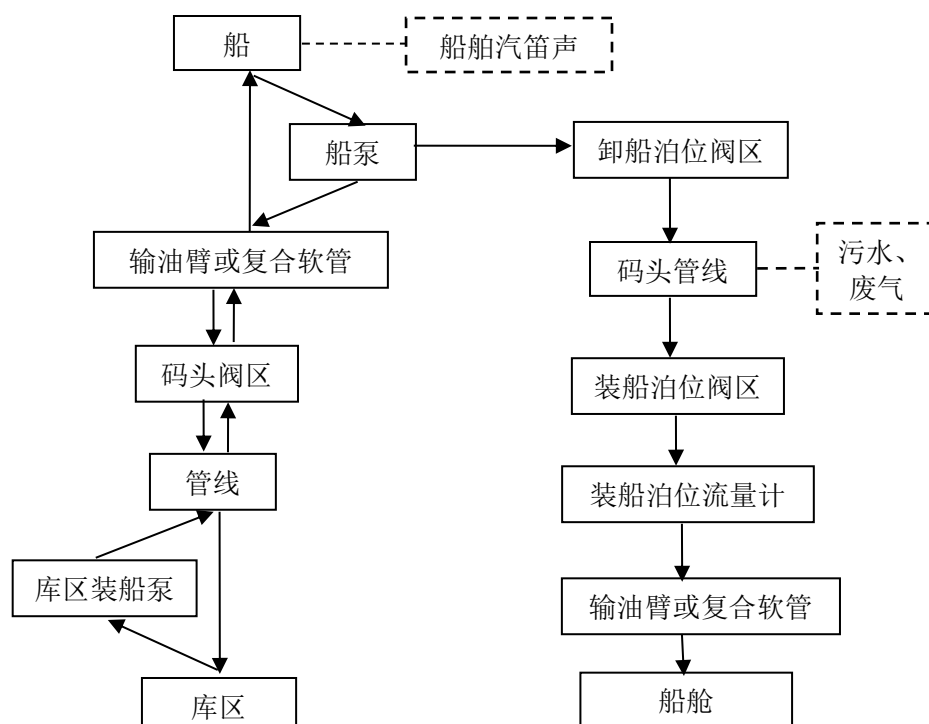 船
船舶汽笛声
船泵
卸船泊位阀区
输油臂或复合软管
码头管线
污水、
废气
码头阀区
装船泊位阀区
管线
装船泊位流量计
库区装船泵
输油臂或复合软管
库区
船舱